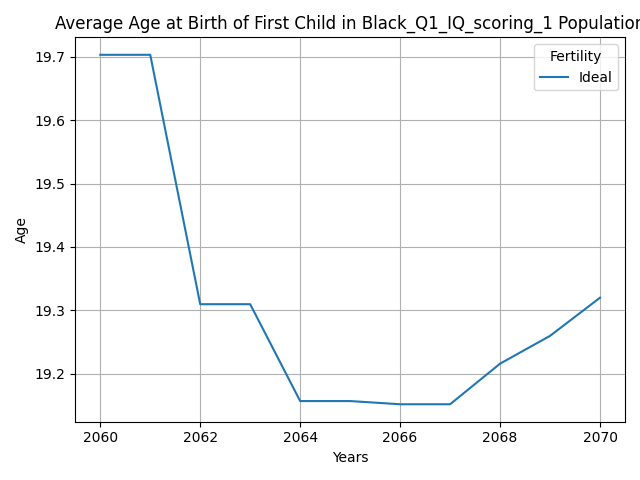 Average Age at Birth of First Child in Black_Q1_IQ_scoring_1 Population
Fertility
Ideal
19.7
19.6
19.5
19.4
19.3
19.2
Age
2060 2062 2064 2066 2068 2070
Years